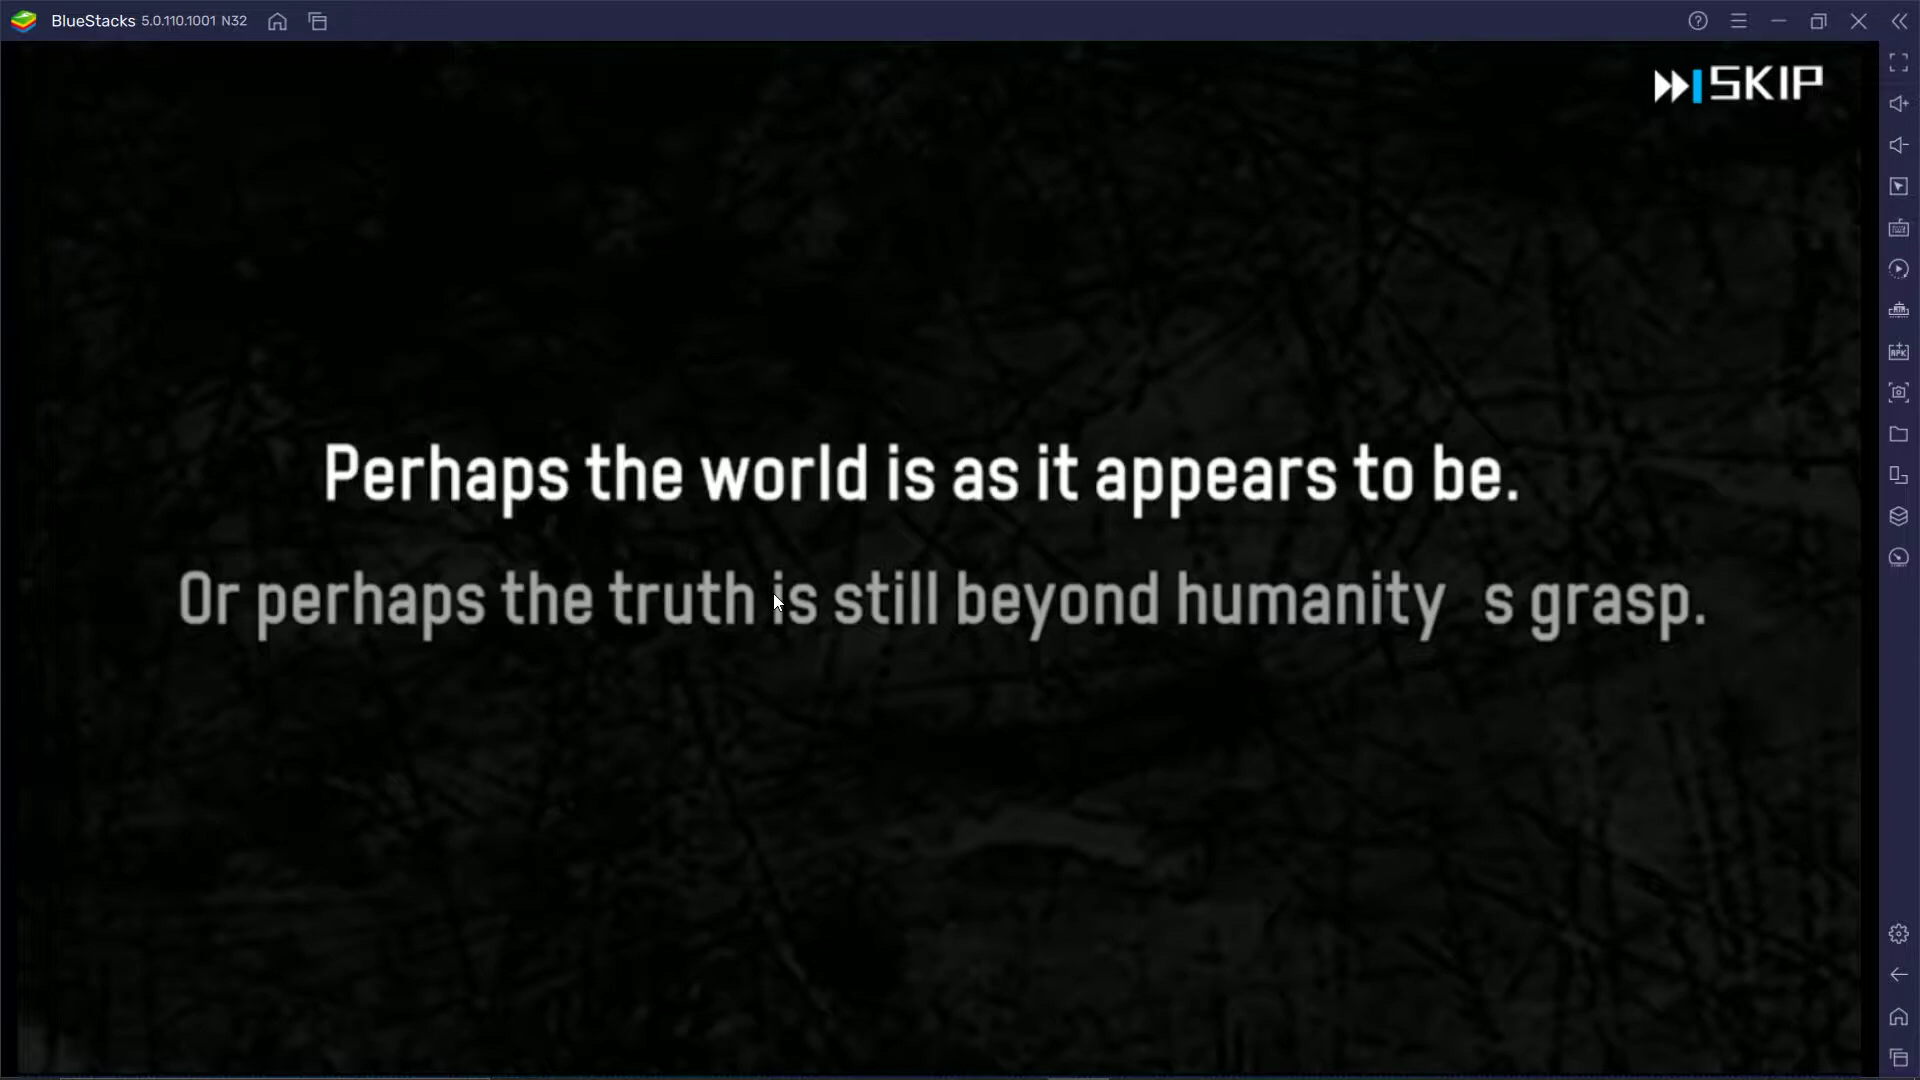 BlueStacks 5.0.110.1001 N32
SKIP
Perhaps the world is as it appears to be.
Or perhaps the truth is still beyond humanity s grasp.